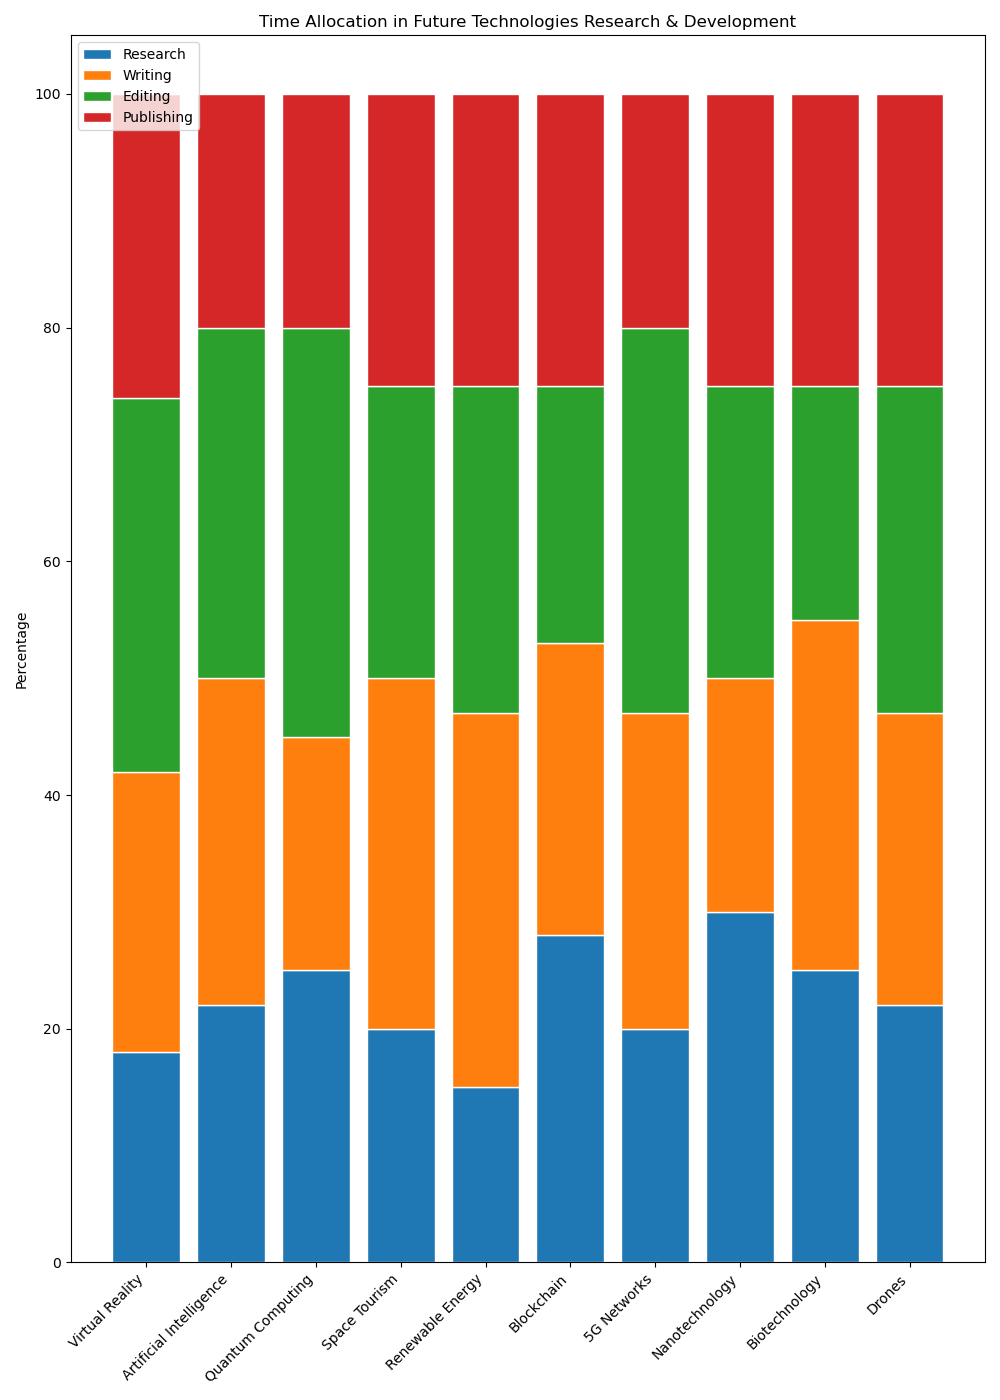 Time Allocation in Future Technologies Research & Development
Research
Writing
Editing
Publishing
100
80
60
40
20
0
Percentage
Virtual Reality
Artificial Intelligence
Quantum Computing
Space Tourism
Renewable Energy
Blockchain
5G Networks
Nanotechnology
Biotechnology
Drones